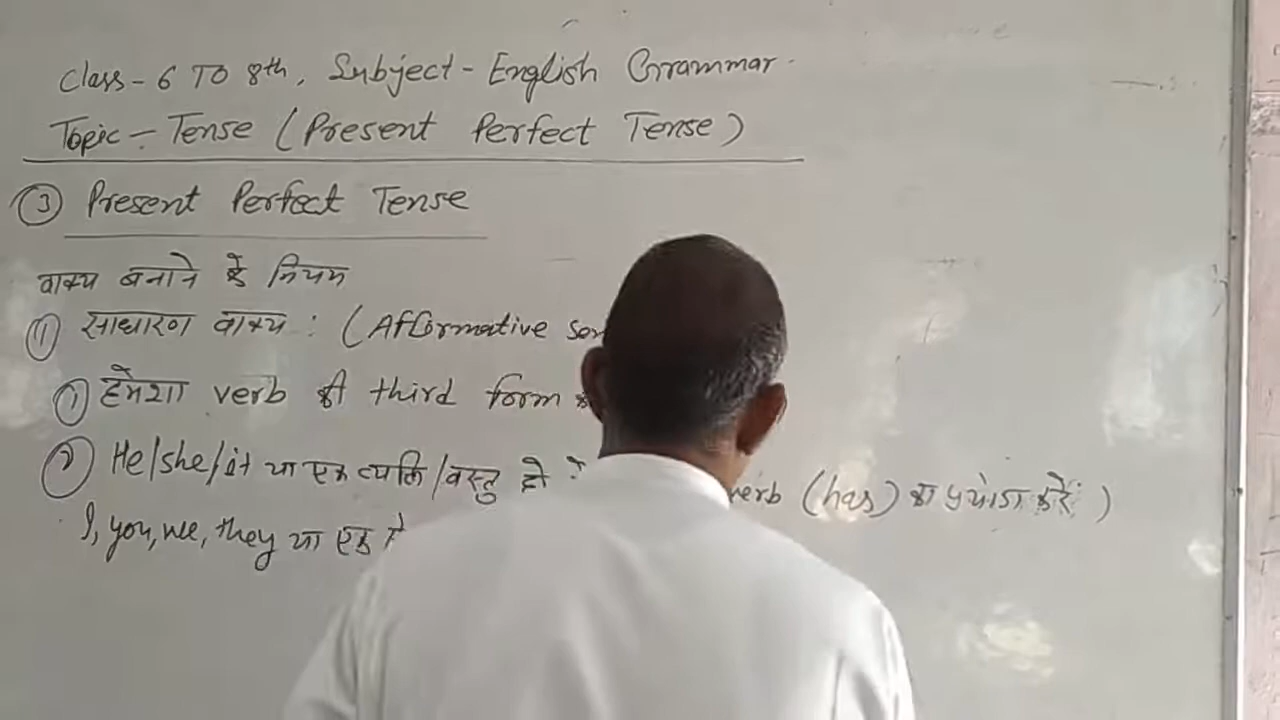 Class - 6 TO 8th, Subject - English Grammar.
Topic - Tense (Present Perfect Tense)
③ Present Perfect Tense
वाक्य बनाने के नियम
(1) साधारण वाक्य : (Affirmative
(1) हमेशा verb की third form
(2) He/she/it या एक व्यक्ति/वस्तु हो verb (has) का प्रयोग करें )
I, you, we, they या एक